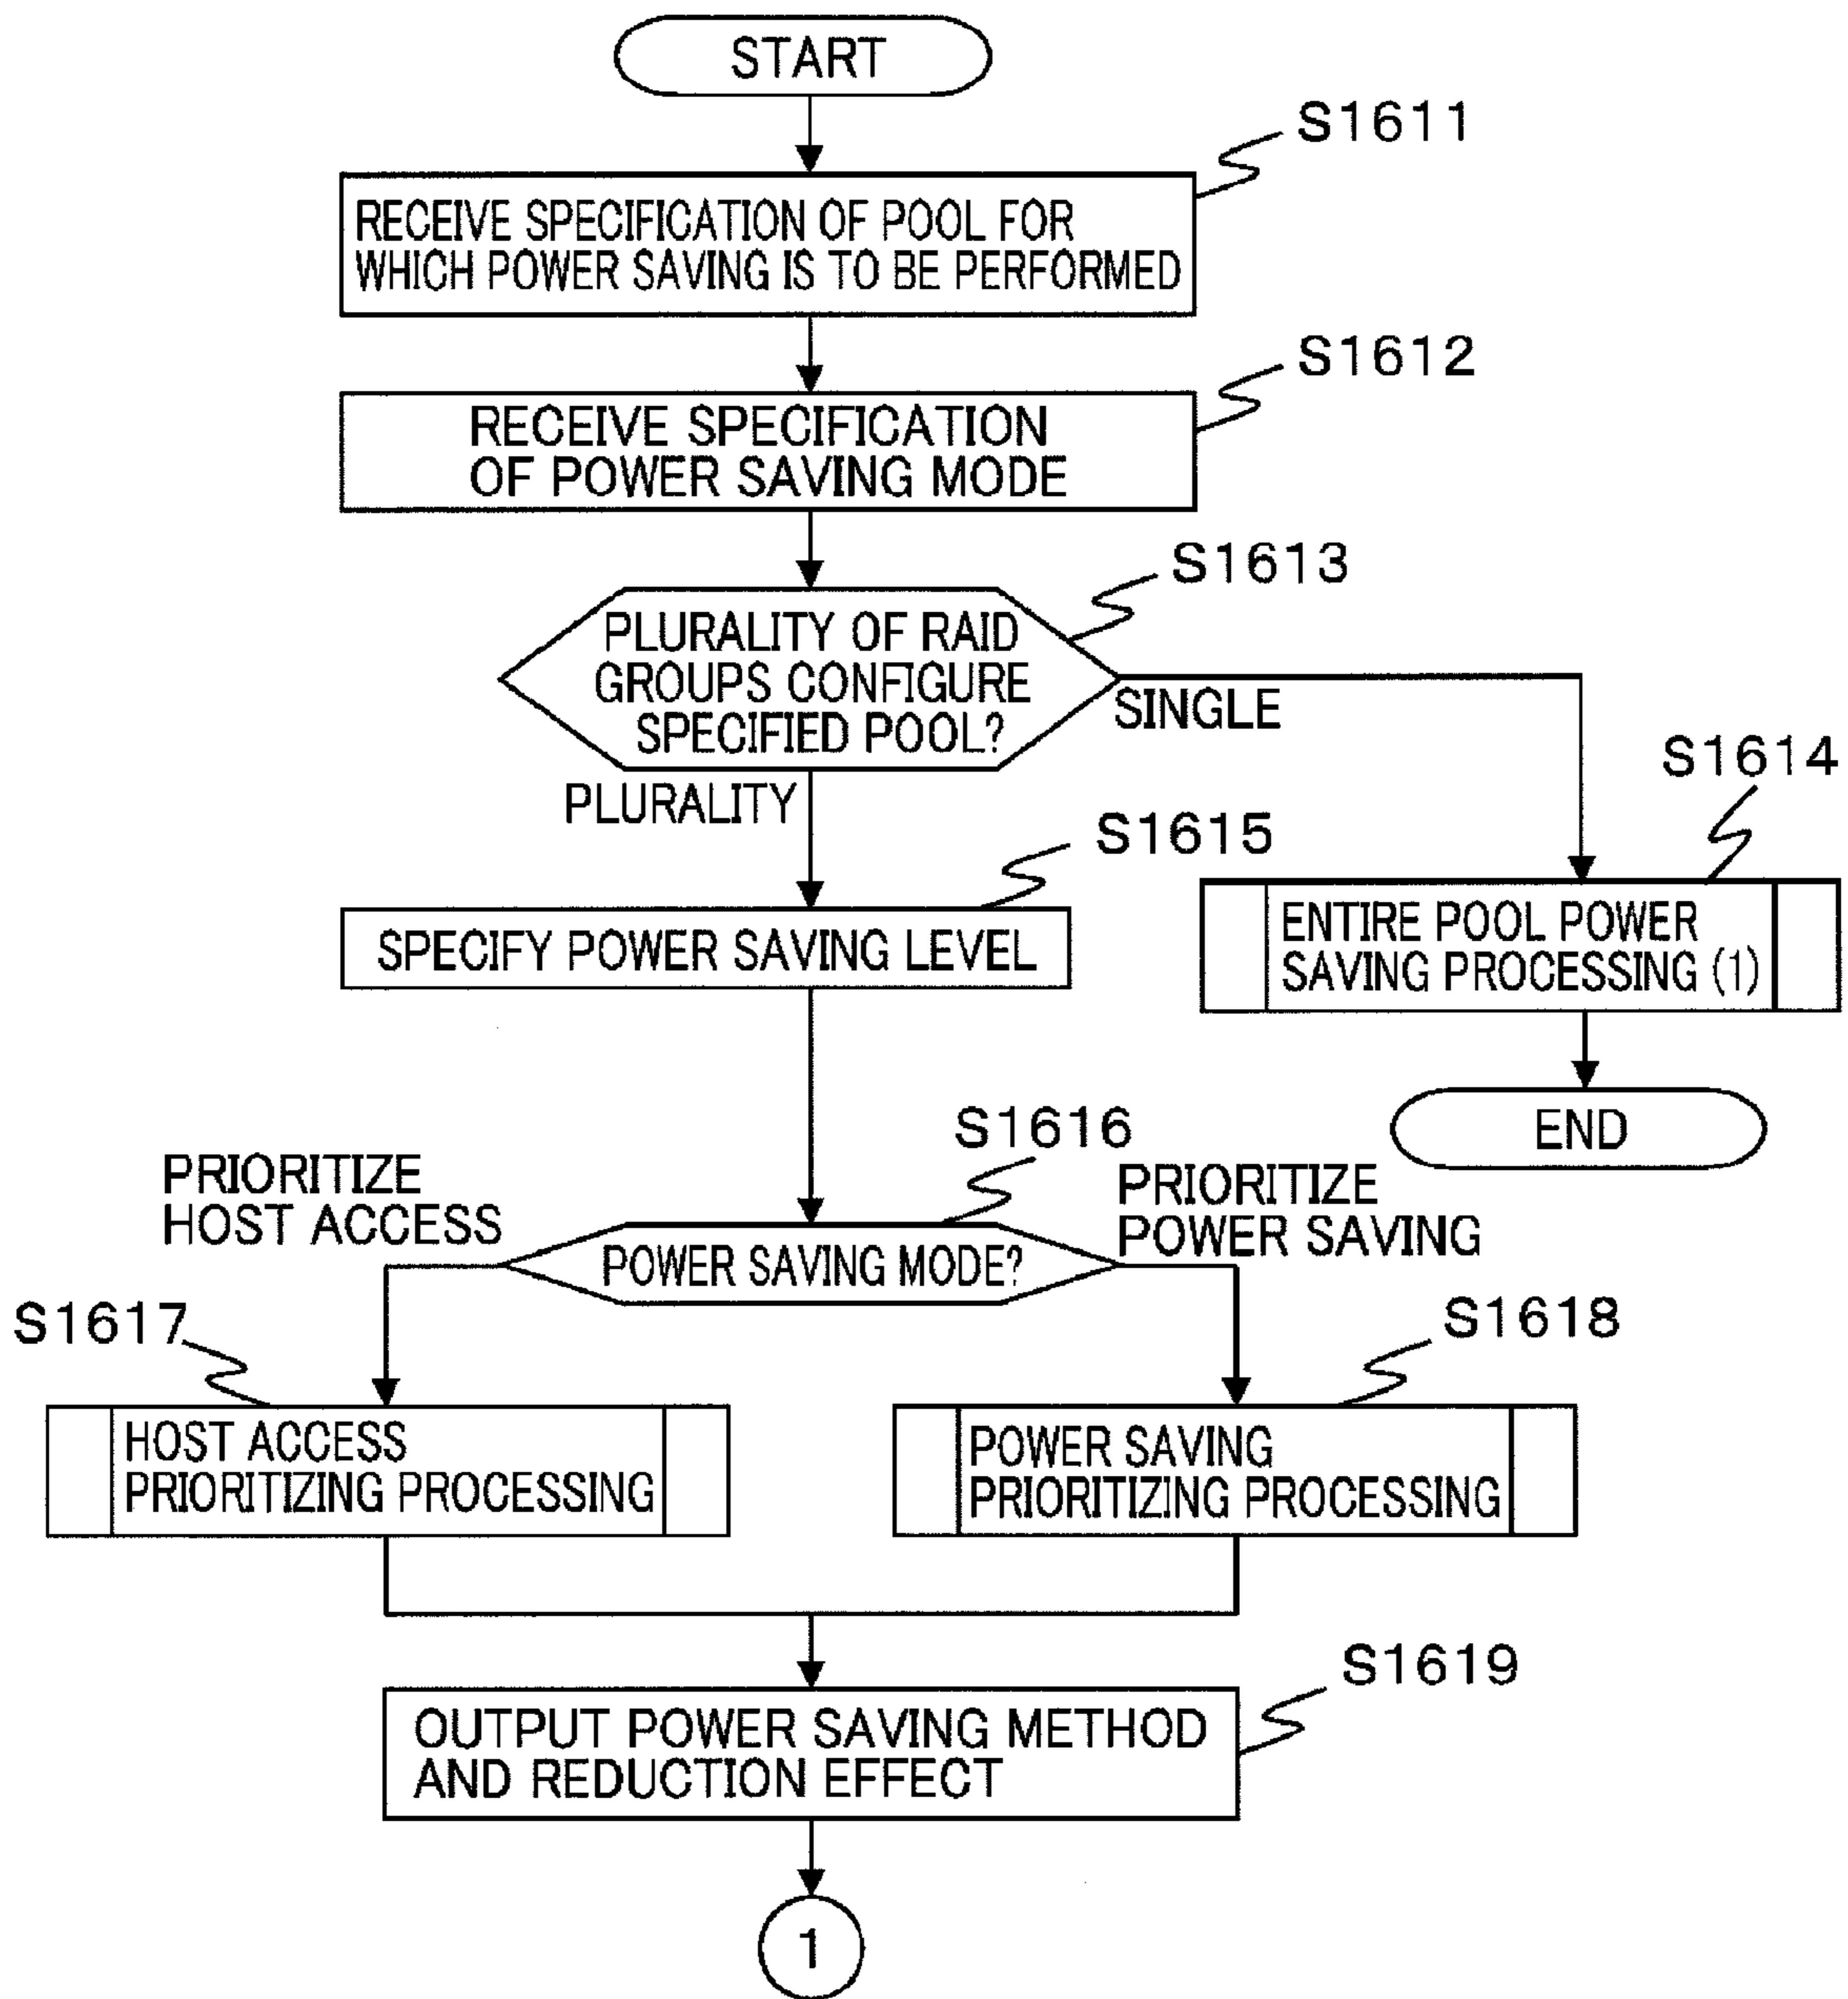 START
S1611
RECEIVE SPECIFICATION OF POOL FOR
WHICH POWER SAVING IS TO BE PERFORMED
S1612
RECEIVE SPECIFICATION
OF POWER SAVING MODE
S1613
PLURALITY OF RAID
GROUPS CONFIGURE
SPECIFIED POOL?
SINGLE
PLURALITY
S1614
S1615
SPECIFY POWER SAVING LEVEL
ENTIRE POOL POWER
SAVING PROCESSING (1)
END
S1616
PRIORITIZE
HOST ACCESS
PRIORITIZE
POWER SAVING
POWER SAVING MODE?
S1617
S1618
HOST ACCESS
PRIORITIZING PROCESSING
POWER SAVING
PRIORITIZING PROCESSING
S1619
OUTPUT POWER SAVING METHOD
AND REDUCTION EFFECT
1